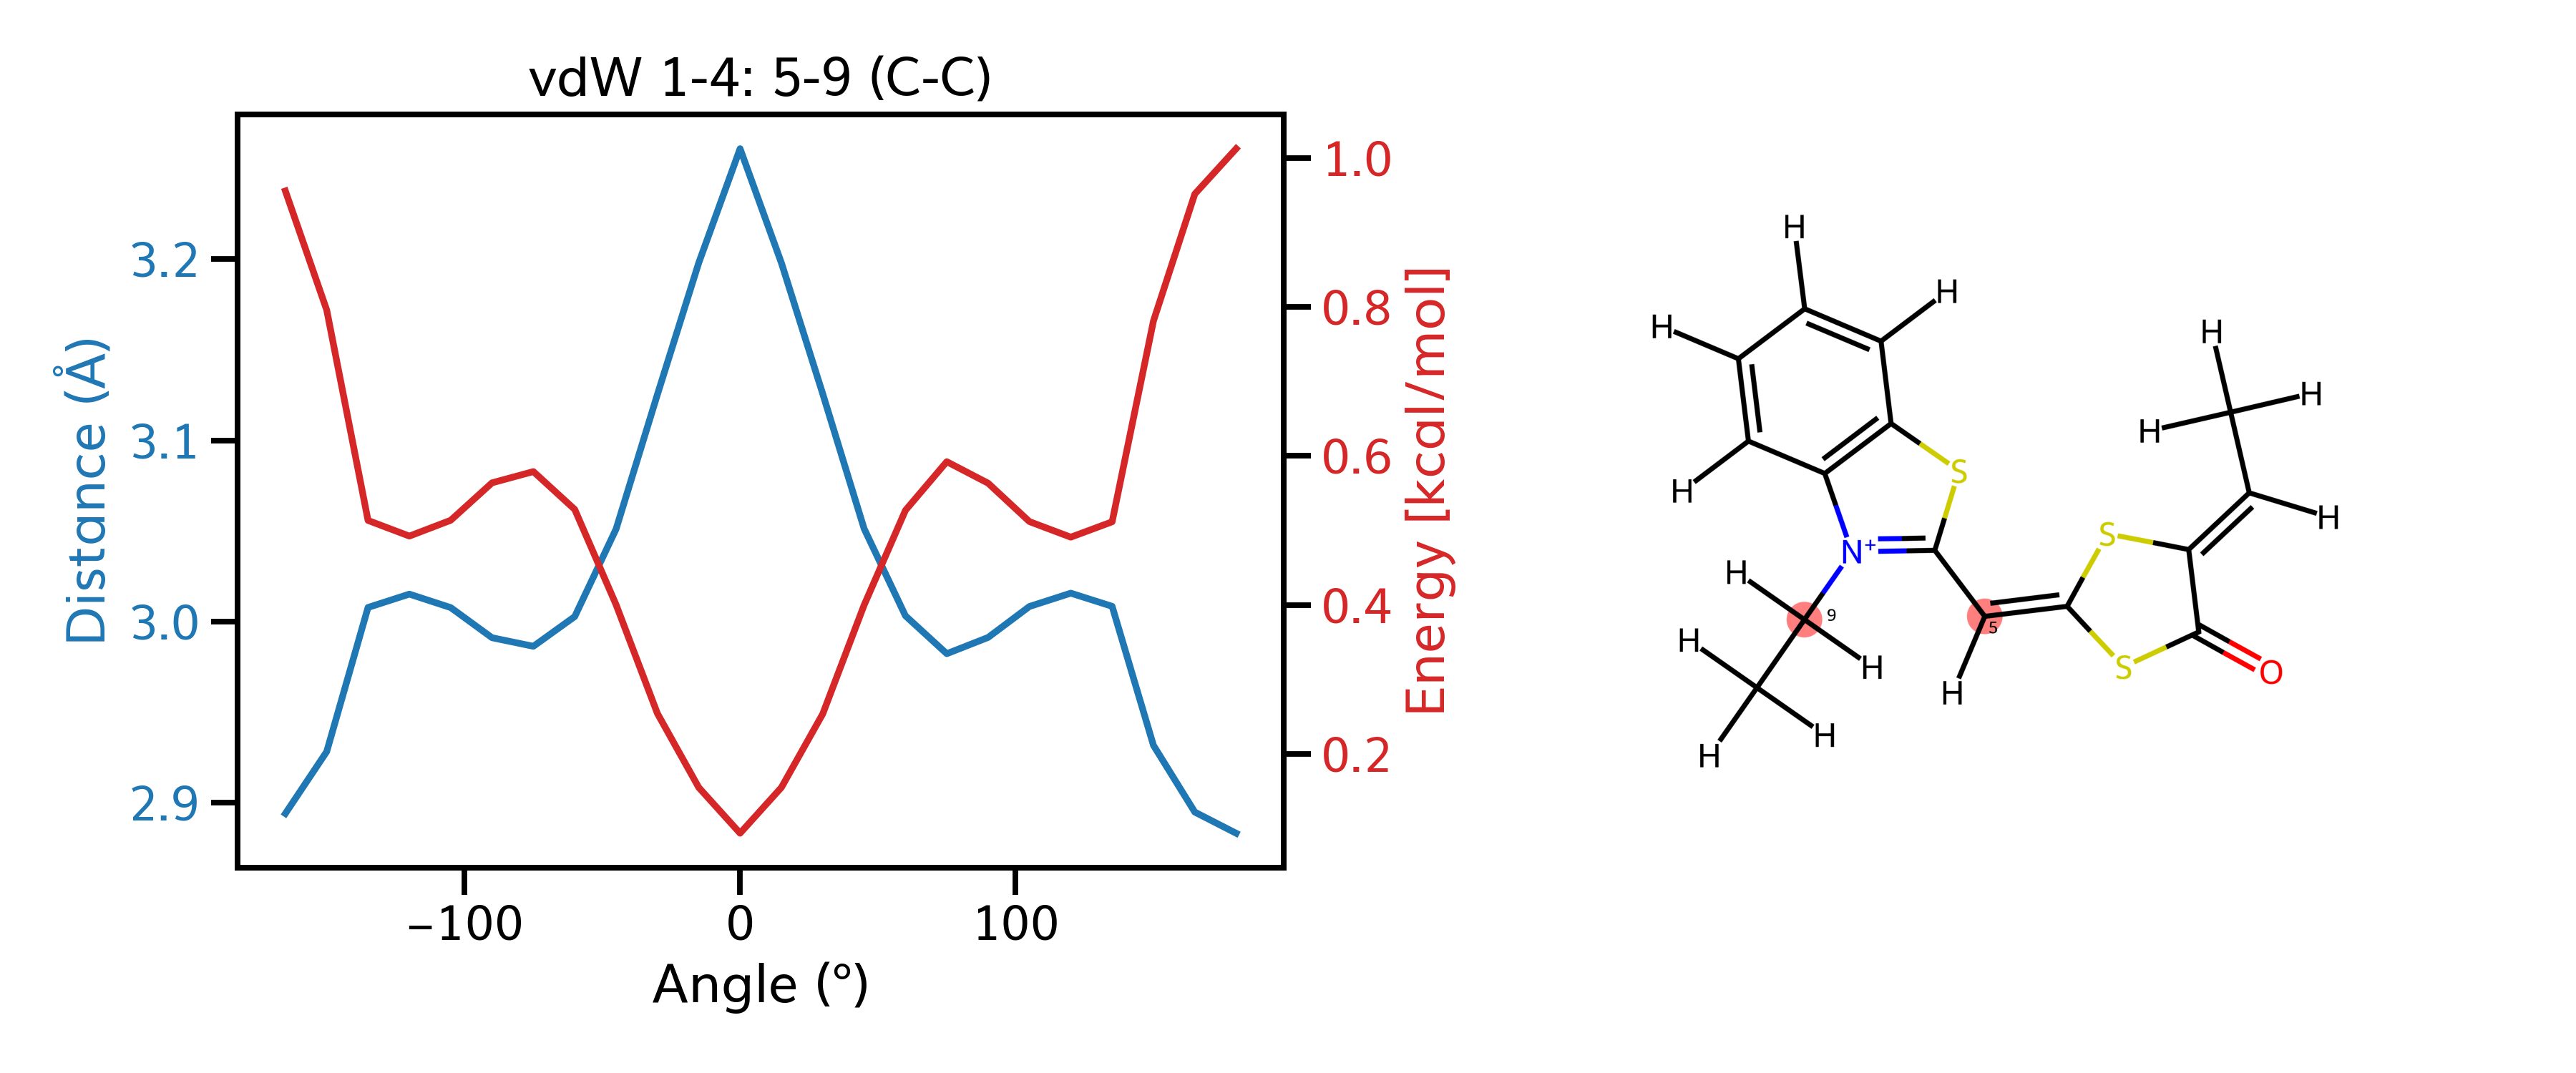 vdW 1-4: 5-9 (C-C)
Distance (Å)
3.2
3.1
3.0
2.9
1.0
0.8
0.6
0.4
0.2
Energy [kcal/mol]
−100 0 100
Angle (°)
H
H
H
H
H
H
S
H
H
H
S
N+
H
9
5
H
H
S
O
H
H
H